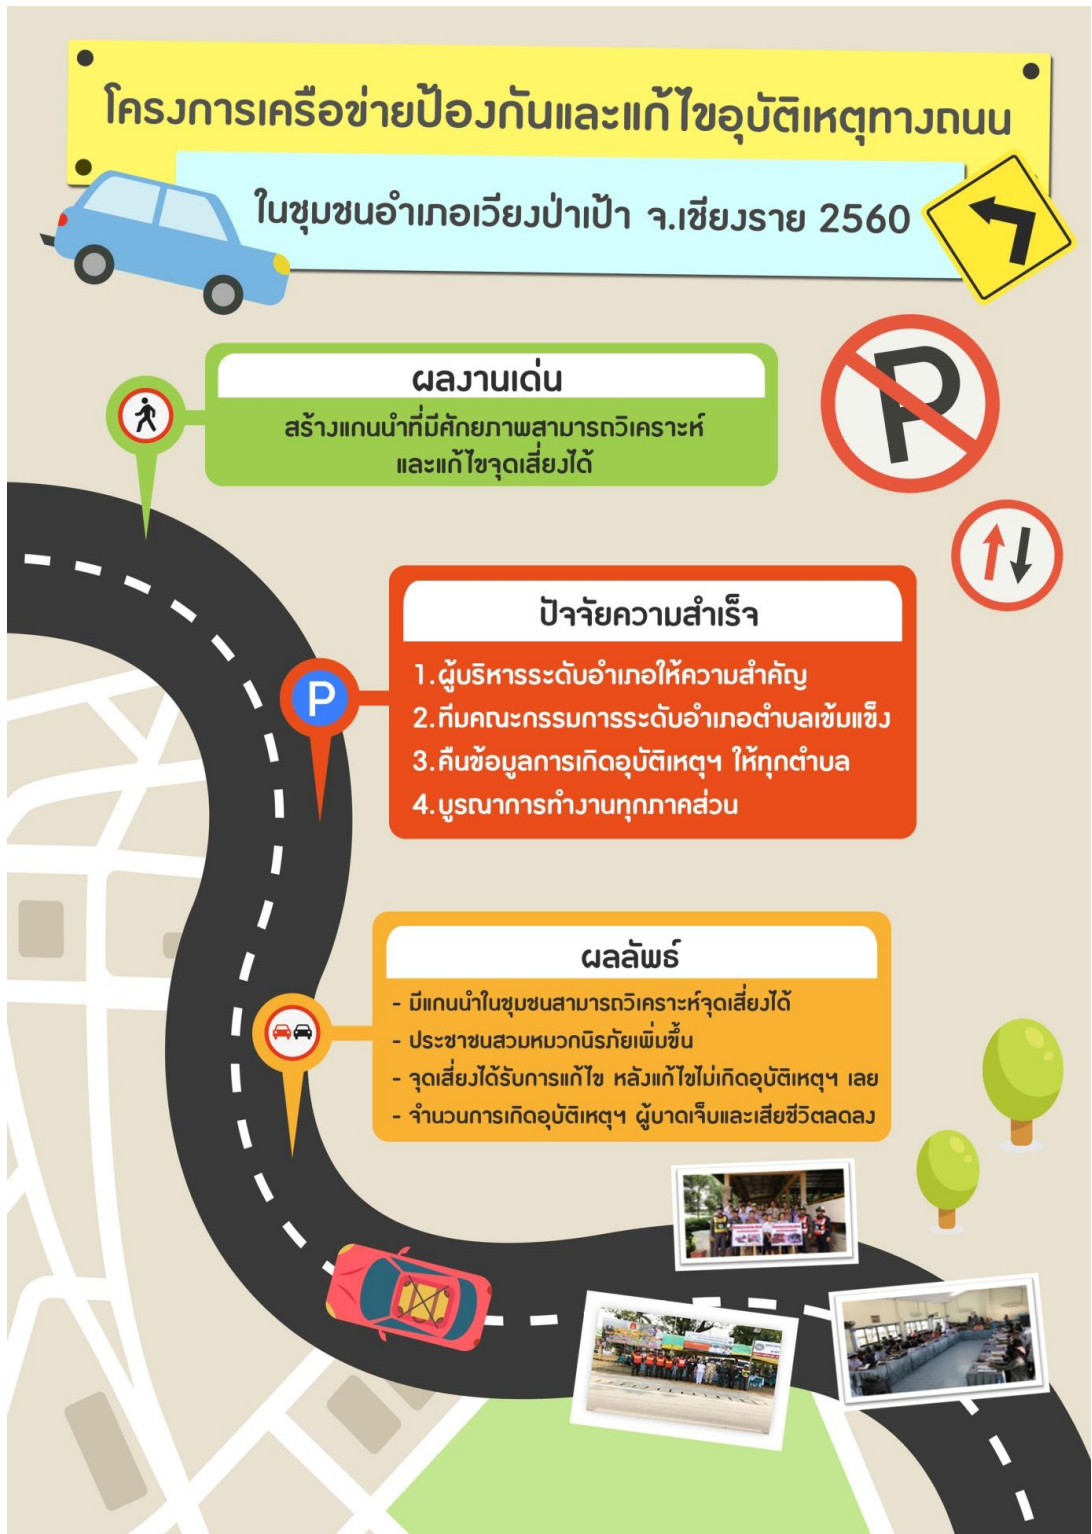 โครงการเครือข่ายป้องกันและแก้ไขอุบัติเหตุทางถนน
ในชุมชนอำเภอเวียงป่าเป้า จ.เชียงราย 2560
ผลงานเด่น
สร้างแกนนำที่มีศักยภาพสามารถวิเคราะห์
และแก้ไขจุดเสี่ยงได้
P
ปัจจัยความสำเร็จ
1.ผู้บริหารระดับอำเภอให้ความสำคัญ
2.ทีมคณะกรรมการระดับอำเภอตำบลเข้มแข็ง
3.คืนข้อมูลการเกิดอุบัติเหตุฯ ให้ทุกตำบล
4.บูรณาการทำงานทุกภาคส่วน
P
ผลลัพธ์
- มีแกนนำในชุมชนสามารถวิเคราะห์จุดเสี่ยงได้
- ประชาชนสวมหมวกนิรภัยเพิ่มขึ้น
- จุดเสี่ยงได้รับการแก้ไข หลังแก้ไขไม่เกิดอุบัติเหตุฯ เลย
- จำนวนการเกิดอุบัติเหตุฯ ผู้บาดเจ็บและเสียชีวิตลดลง